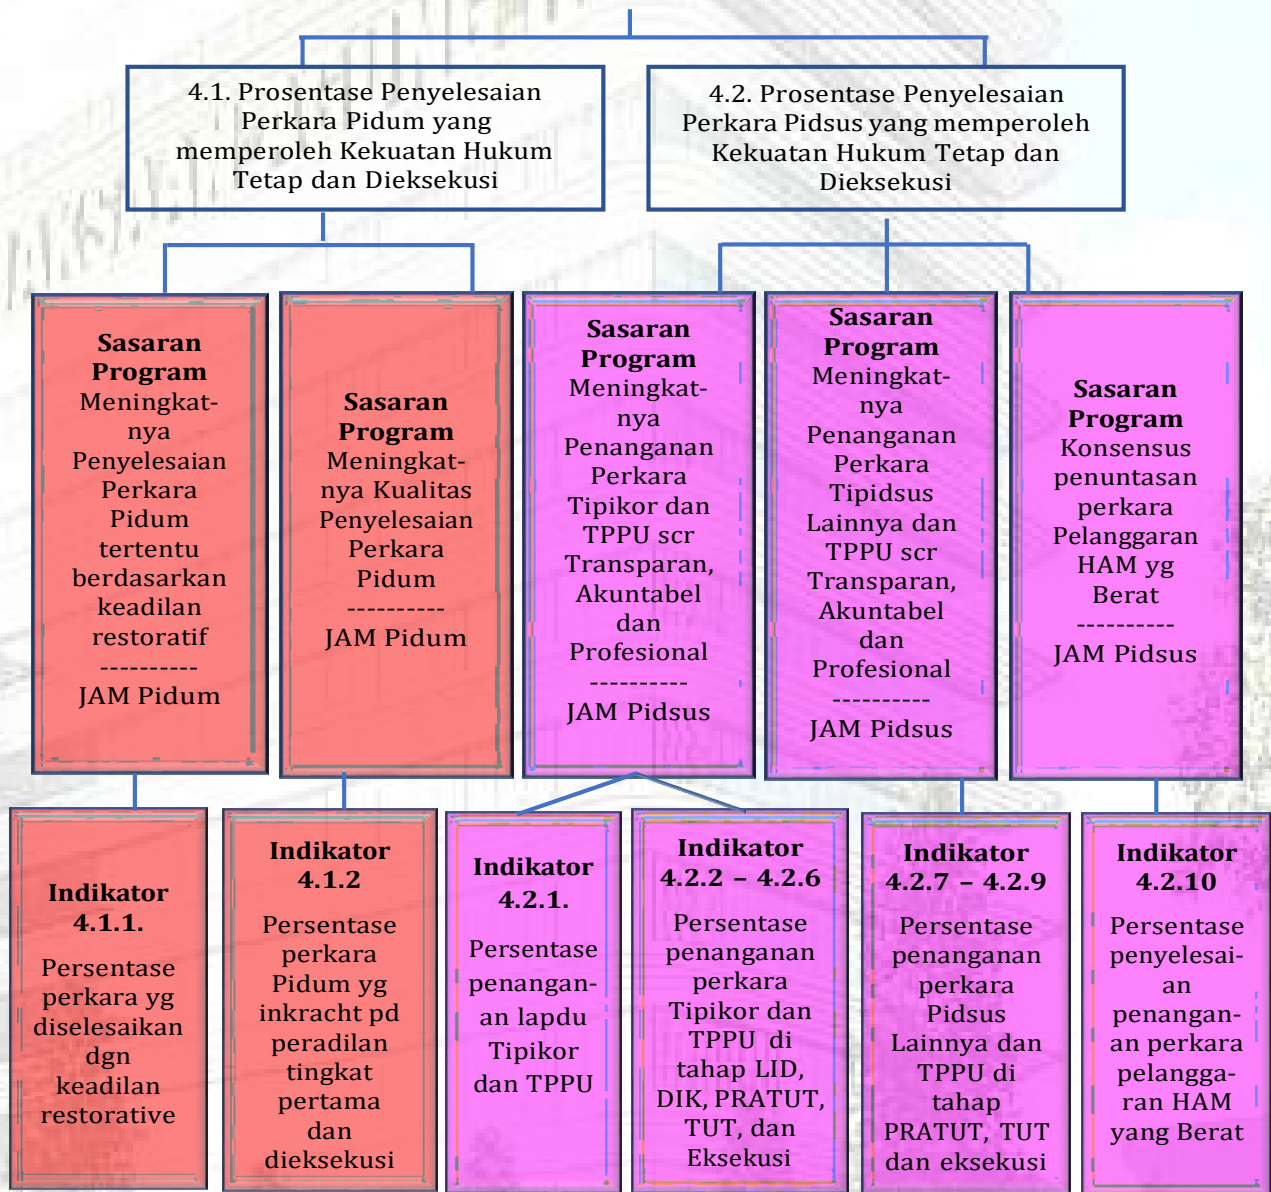 4.1. Prosentase Penyelesaian
Perkara Pidum yang
memperoleh Kekuatan Hukum
Tetap dan Dieksekusi
4.2. Prosentase Penyelesaian
Perkara Pidsus yang memperoleh
Kekuatan Hukum Tetap dan
Dieksekusi
Sasaran
Program
Meningkat-
nya
Penyelesaian
Perkara
Pidum
tertentu
berdasarkan
keadilan
restoratif
----------
JAM Pidum
Sasaran
Program
Meningkat-
nya Kualitas
Penyelesaian
Perkara
Pidum
----------
JAM Pidum
Sasaran
Program
Meningkat-
nya
Penanganan
Perkara
Tipikor dan
TPPU scr
Transparan,
Akuntabel
dan
Profesional
----------
JAM Pidsus
Sasaran
Program
Meningkat-
nya
Penanganan
Perkara
Tipidsus
Lainnya dan
TPPU scr
Transparan,
Akuntabel
dan
Profesional
----------
JAM Pidsus
Sasaran
Program
Konsensus
penuntasan
perkara
Pelanggaran
HAM yg
Berat
----------
JAM Pidsus
Indikator
4.1.1.
Persentase
perkara yg
diselesaikan
dgn
keadilan
restorative
Indikator
4.1.2
Persentase
perkara
Pidum yg
inkracht pd
peradilan
tingkat
pertama
dan
dieksekusi
Indikator
4.2.1.
Persentase
penangan-
an lapdu
Tipikor
dan TPPU
Indikator
4.2.2 – 4.2.6
Persentase
penanganan
perkara
Tipikor dan
TPPU di
tahap LID,
DIK, PRATUT,
TUT, dan
Eksekusi
Indikator
4.2.7 – 4.2.9
Persentase
penanganan
perkara
Pidsus
Lainnya dan
TPPU di
tahap
PRATUT, TUT
dan eksekusi
Indikator
4.2.10
Persentase
penyelesai-
an
penangan-
an perkara
pelangga-
ran HAM
yang Berat